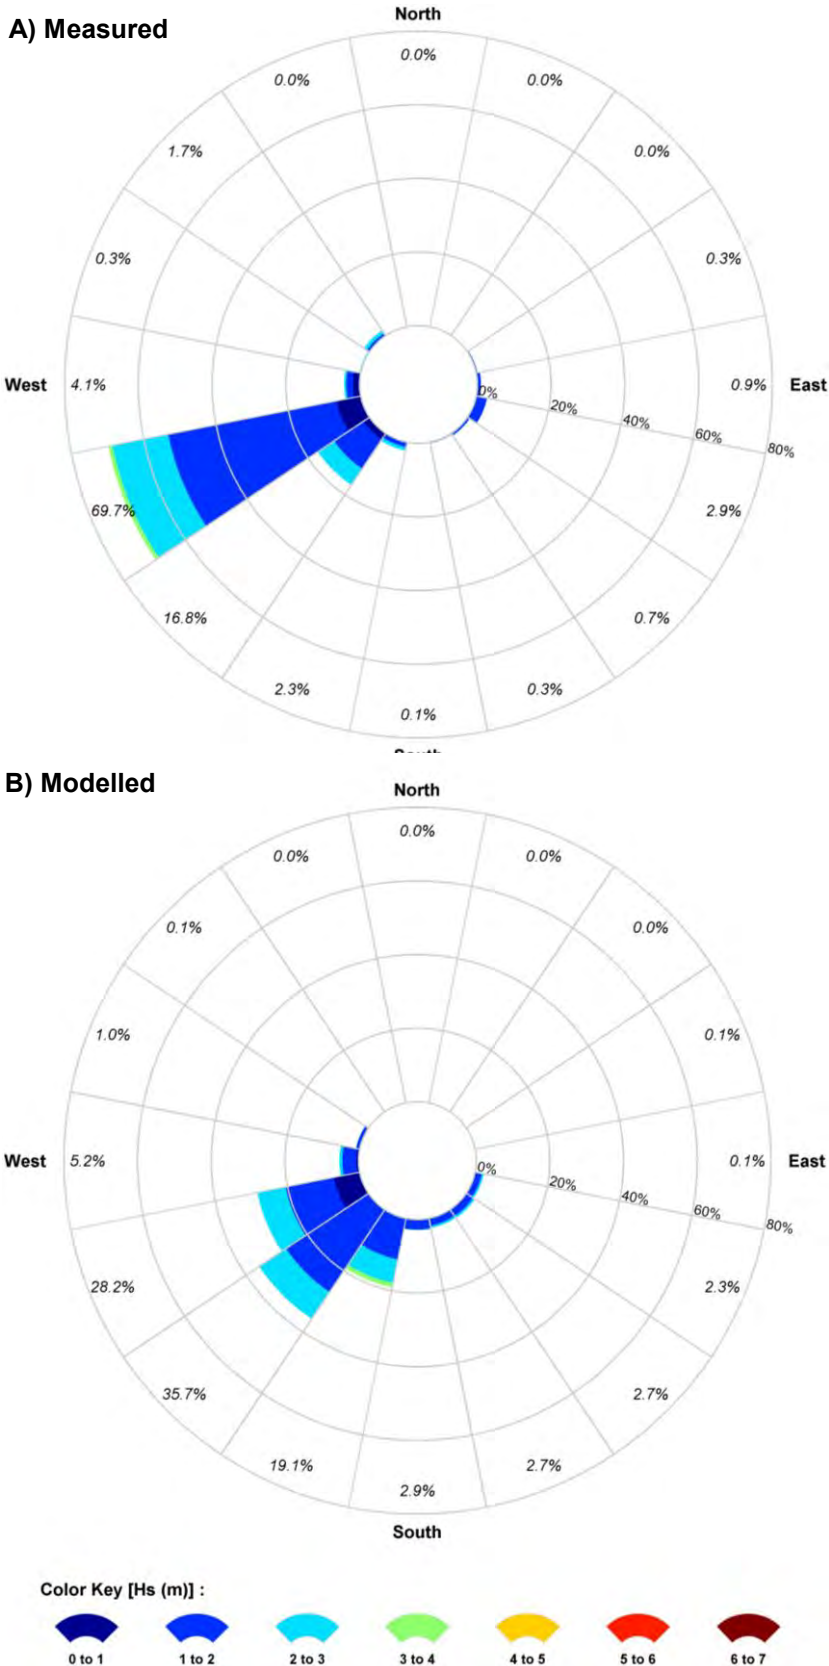 A) Measured
North
0.0%
0.0% 0.0%
1.7% 0.0%
0.3% 0.3%
West 4.1% 0% 0.9% East
20%
40%
60%
80%
69.7% 2.9%
16.8% 0.7%
2.3% 0.3%
0.1%
South
B) Modelled
North
0.0%
0.0% 0.0%
0.1% 0.0%
1.0% 0.1%
West 5.2% 0% 0.1% East
20%
40%
60%
80%
28.2% 2.3%
35.7% 2.7%
19.1% 2.7%
2.9%
South
Color Key [Hs (m)] :
0 to 1 1 to 2 2 to 3 3 to 4 4 to 5 5 to 6 6 to 7